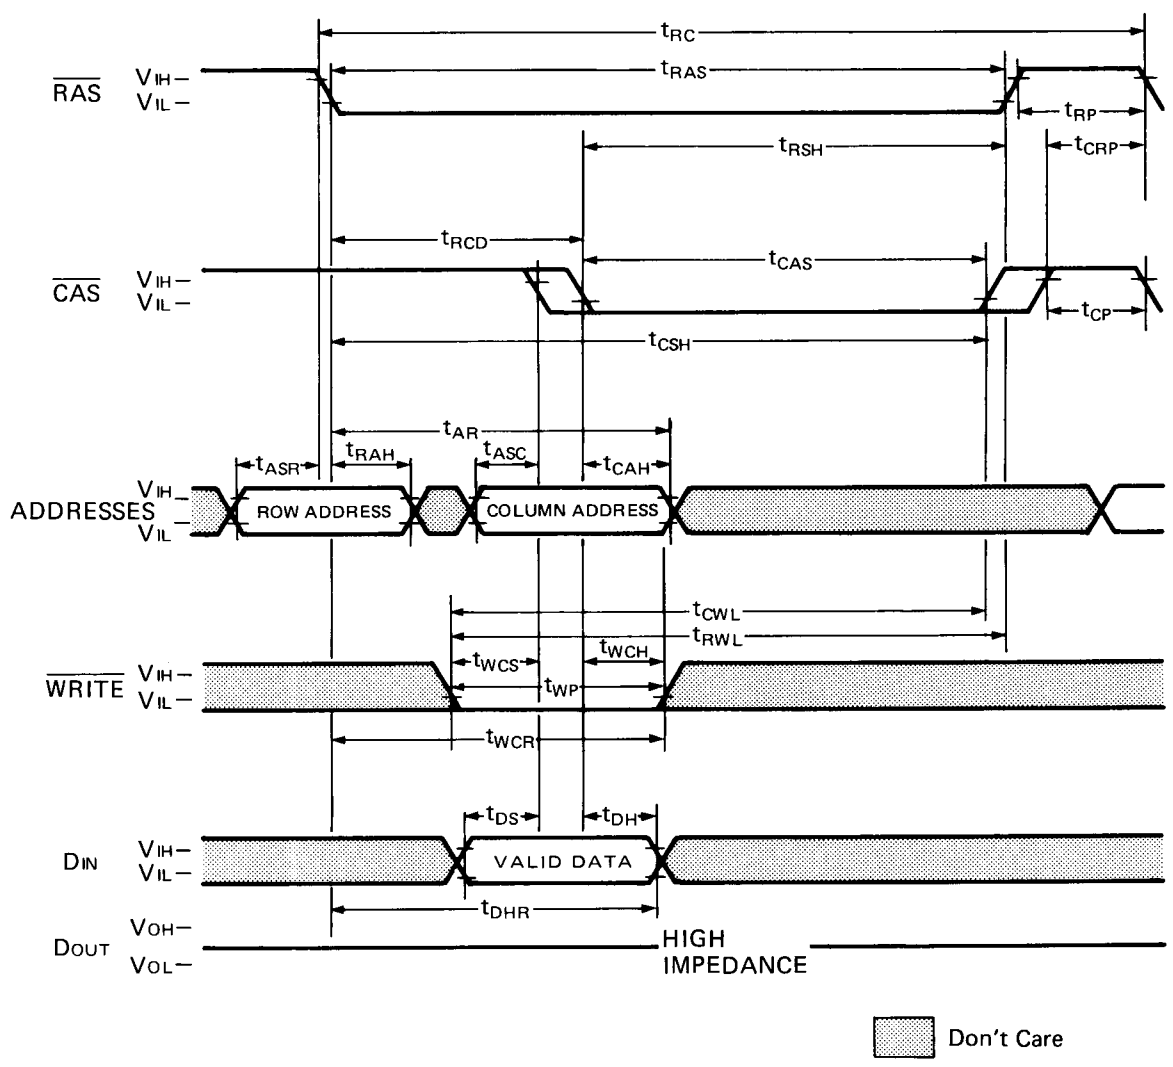 tRC
RAS VIH– VIL–
tRAS
tRP
tRSH
tCRP
tRCD
CAS VIH– VIL–
tCAS
tCP
tCSH
tAR
tASR tRAH tASC tCAH
ADDRESSES VIH– VIL–
ROW ADDRESS COLUMN ADDRESS
tCWL
tRWL
tWCS tWCH
WRITE VIH– VIL–
tWP
tWCR
tDS tDH
DIN VIH– VIL–
VALID DATA
tDHR
DOUT VOH– VOL–
HIGH
IMPEDANCE
Don't Care